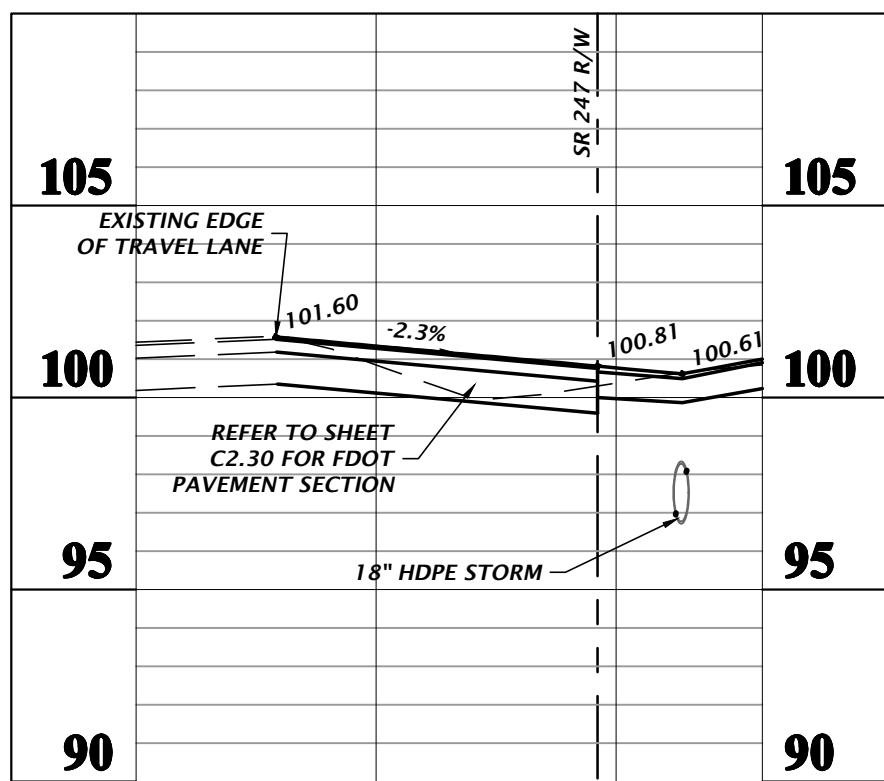 SR 247 R/W
105
105
EXISTING EDGE
OF TRAVEL LANE
101.60
-2.3%
100.81
100.61
100
100
REFER TO SHEET
C2.30 FOR FDOT
PAVEMENT SECTION
95
95
18" HDPE STORM
90
90